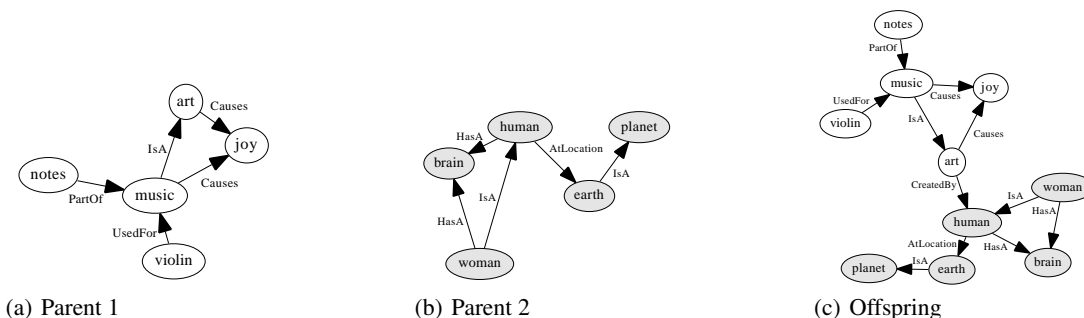 art
Causes
joy
IsA
Causes
notes
PartOf
music
UsedFor
violin
(a) Parent 1
human
planet
HasA
AtLocation
brain
IsA
IsA
earth
HasA
woman
(b) Parent 2
notes
PartOf
music
Causes
joy
UsedFor
violin
IsA
Causes
art
CreatedBy
woman
IsA
HasA
human
AtLocation
HasA
planet
IsA
earth
brain
(c) Offspring